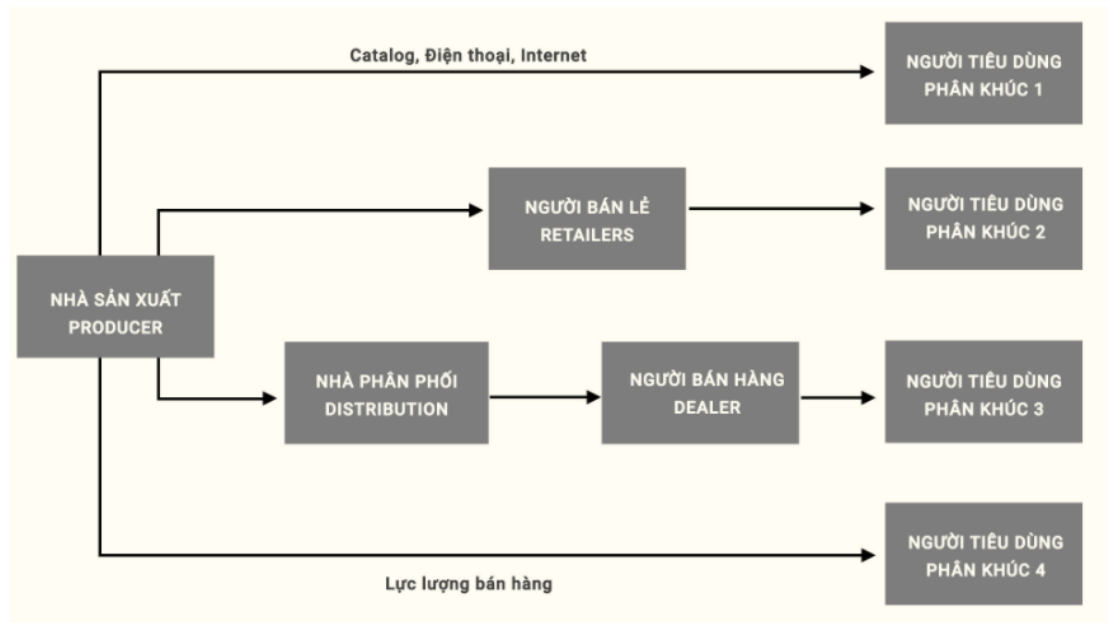 Catalog, Điện thoại, Internet
NGƯỜI TIÊU DÙNG
PHÂN KHÚC 1
NGƯỜI BÁN LẺ
RETAILERS
NGƯỜI TIÊU DÙNG
PHÂN KHÚC 2
NHÀ SẢN XUẤT
PRODUCER
NHÀ PHÂN PHỐI
DISTRIBUTION
NGƯỜI BÁN HÀNG
DEALER
NGƯỜI TIÊU DÙNG
PHÂN KHÚC 3
NGƯỜI TIÊU DÙNG
PHÂN KHÚC 4
Lực lượng bán hàng